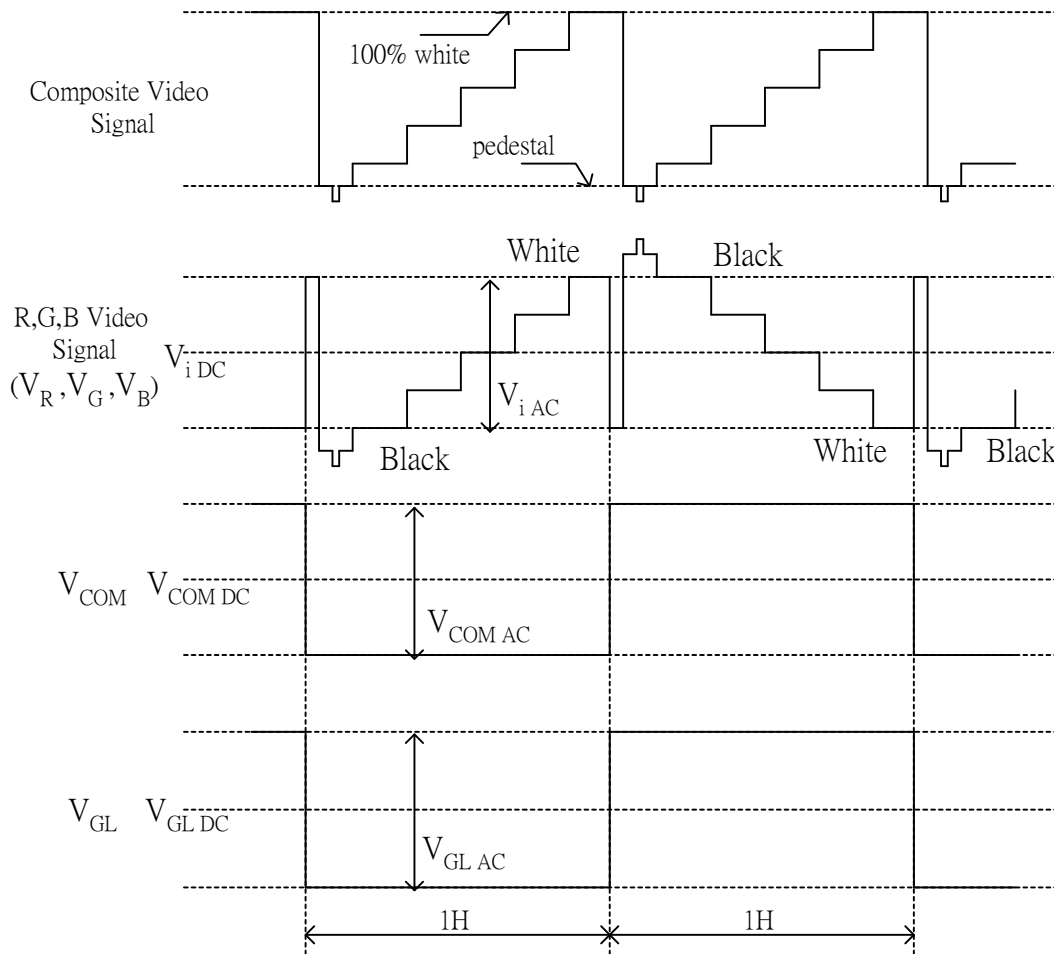 100% white
Composite Video
Signal
pedestal
White
Black
R,G,B Video
Signal
V_i DC
(V_R ,V_G ,V_B)
V_i AC
Black
White
Black
V_COM
V_COM DC
V_COM AC
V_GL
V_GL DC
V_GL AC
1H
1H